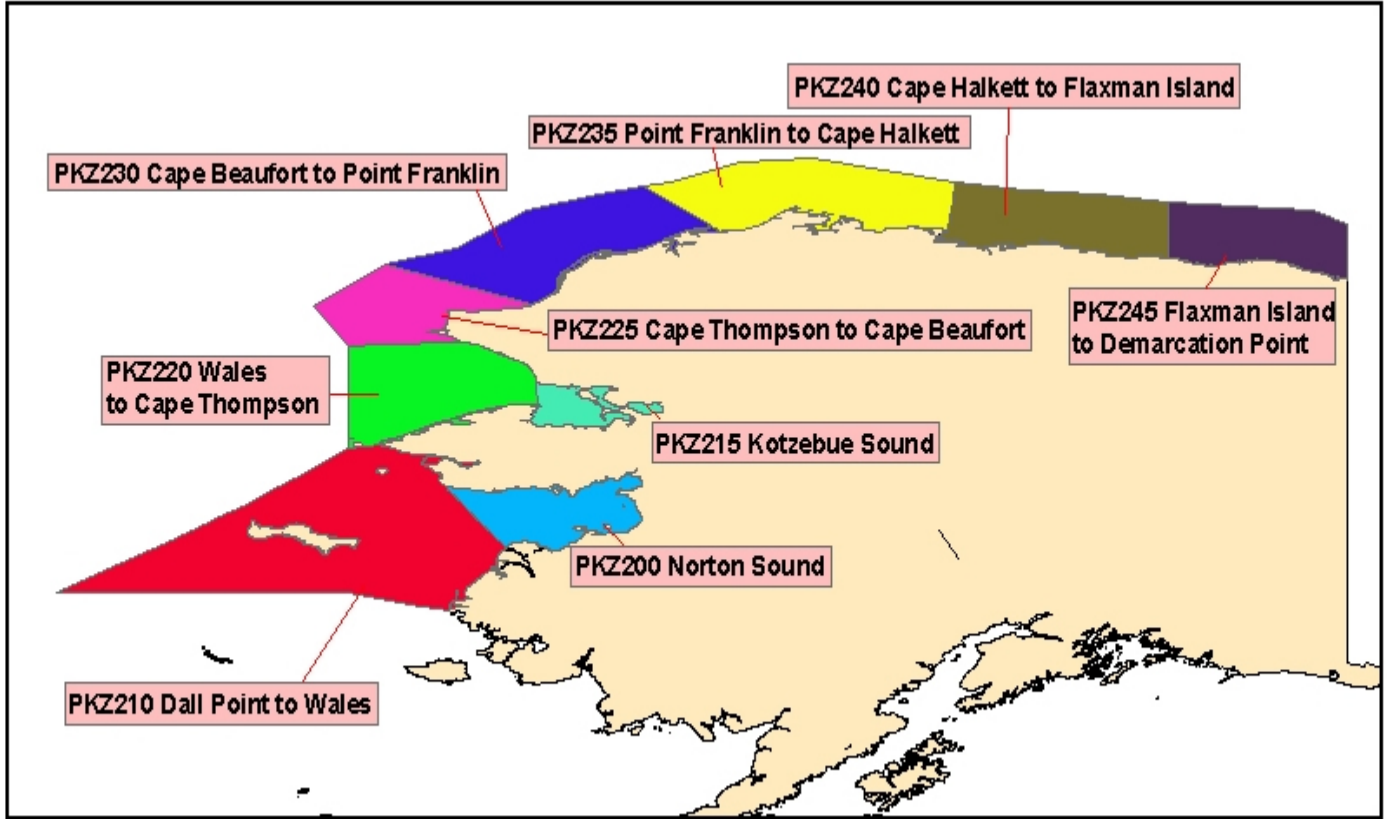 PKZ240 Cape Halkett to Flaxman Island
PKZ235 Point Franklin to Cape Halkett
PKZ230 Cape Beaufort to Point Franklin
PKZ245 Flaxman Island
to Demarcation Point
PKZ225 Cape Thompson to Cape Beaufort
PKZ220 Wales
to Cape Thompson
PKZ215 Kotzebue Sound
PKZ200 Norton Sound
PKZ210 Dall Point to Wales